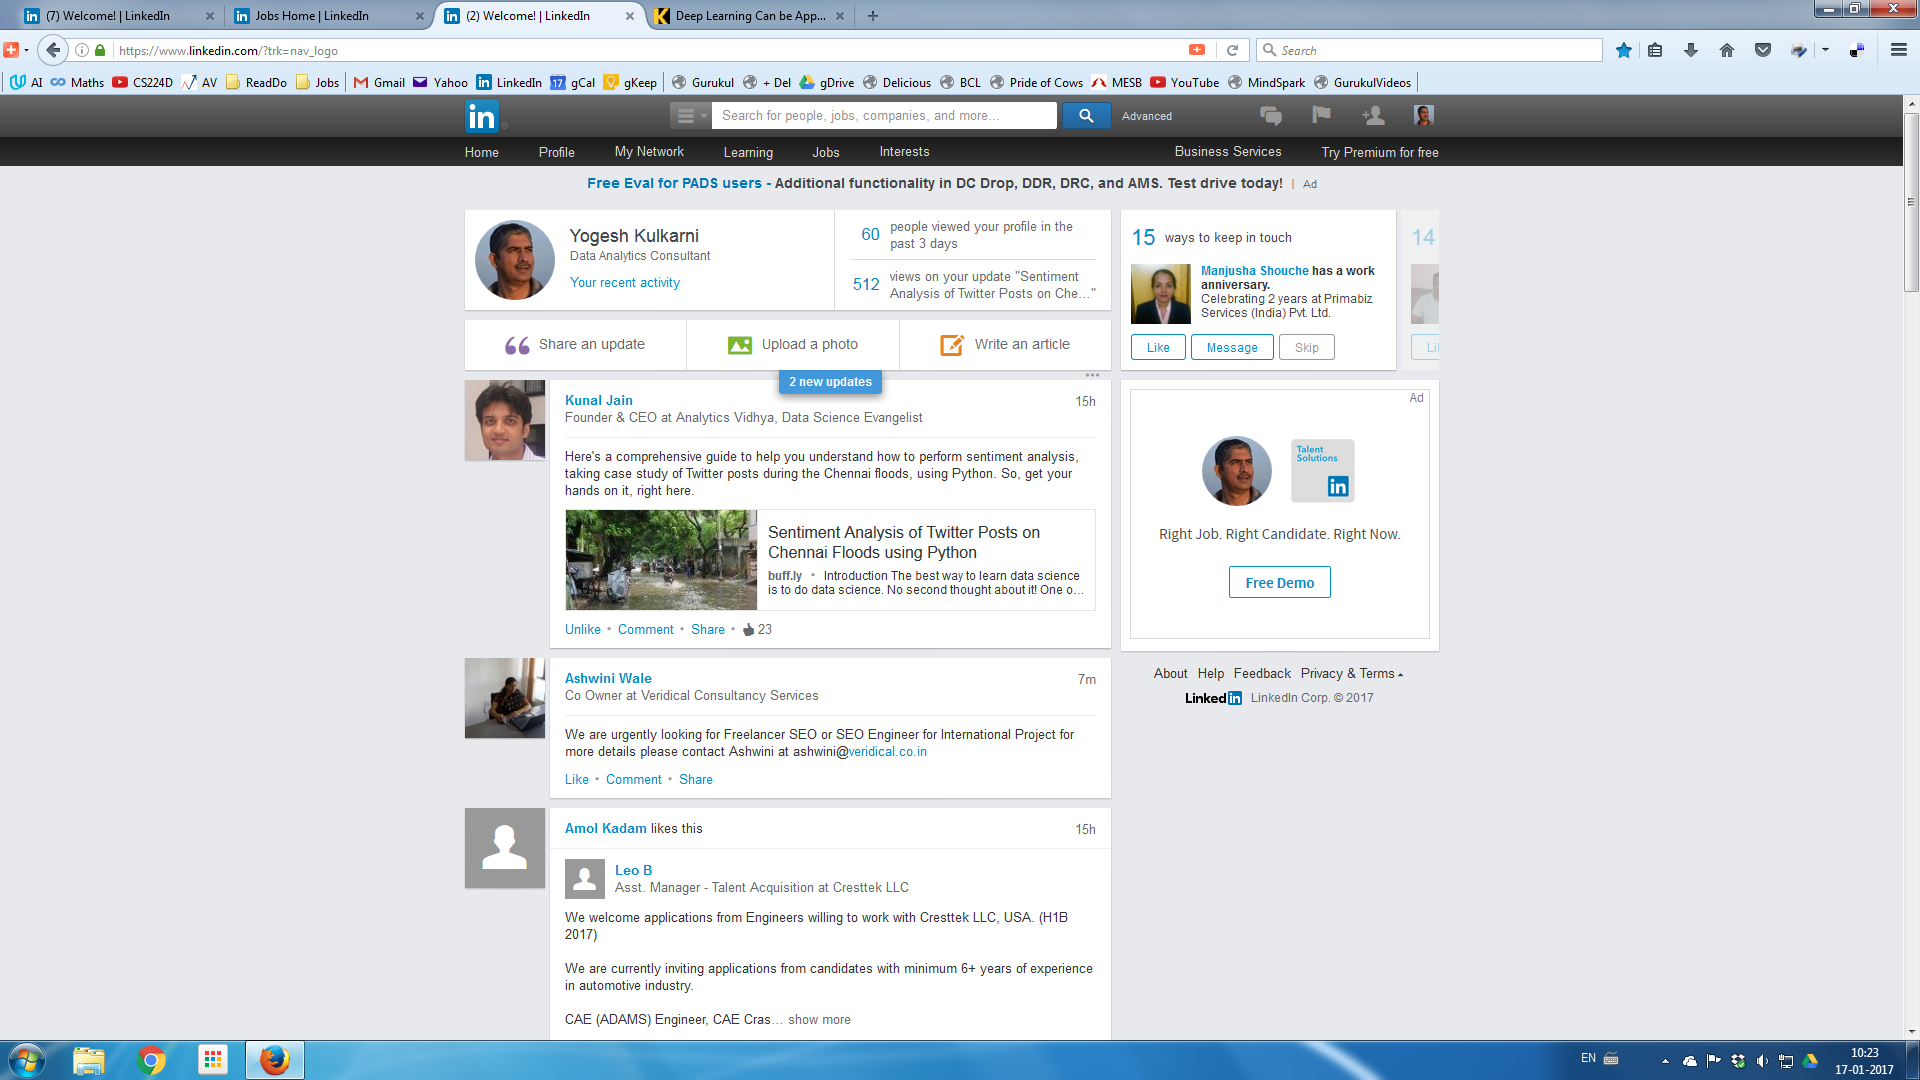 (7) Welcome! | LinkedIn
Jobs Home | LinkedIn
(2) Welcome! | LinkedIn
Deep Learning Can be App...
https://www.linkedin.com/?trk=nav_logo
Search
AI
Maths
CS224D
AV
ReadDo
Jobs
Gmail
Yahoo
LinkedIn
17
gCal
gKeep
Gurukul
+ Del
gDrive
Delicious
BCL
Pride of Cows
MESB
YouTube
MindSpark
GurukulVideos
in
Search for people, jobs, companies, and more...
Advanced
Home
Profile
My Network
Learning
Jobs
Interests
Business Services
Try Premium for free
Free Eval for PADS users - Additional functionality in DC Drop, DDR, DRC, and AMS. Test drive today! | Ad
Yogesh Kulkarni
Data Analytics Consultant
Your recent activity
60 people viewed your profile in the
past 3 days
512 views on your update "Sentiment
Analysis of Twitter Posts on Che..."
15 ways to keep in touch
14
Manjusha Shouche has a work
anniversary.
Celebrating 2 years at Primabiz
Services (India) Pvt. Ltd.
Like
Message
Skip
Li
Share an update
Upload a photo
Write an article
2 new updates
Kunal Jain
15h
Founder & CEO at Analytics Vidhya, Data Science Evangelist
Here's a comprehensive guide to help you understand how to perform sentiment analysis,
taking case study of Twitter posts during the Chennai floods, using Python. So, get your
hands on it, right here.
Sentiment Analysis of Twitter Posts on
Chennai Floods using Python
buff.ly • Introduction The best way to learn data science
is to do data science. No second thought about it! One o...
Unlike • Comment • Share • 23
Ad
Talent
Solutions
in
Right Job. Right Candidate. Right Now.
Free Demo
About Help Feedback Privacy & Terms
LinkedIn LinkedIn Corp. © 2017
Ashwini Wale
7m
Co Owner at Veridical Consultancy Services
We are urgently looking for Freelancer SEO or SEO Engineer for International Project for
more details please contact Ashwini at ashwini@veridical.co.in
Like • Comment • Share
Amol Kadam likes this
15h
Leo B
Asst. Manager - Talent Acquisition at Cresttek LLC
We welcome applications from Engineers willing to work with Cresttek LLC, USA. (H1B
2017)
We are currently inviting applications from candidates with minimum 6+ years of experience
in automotive industry.
CAE (ADAMS) Engineer, CAE Cras... show more
EN
10:23
17-01-2017